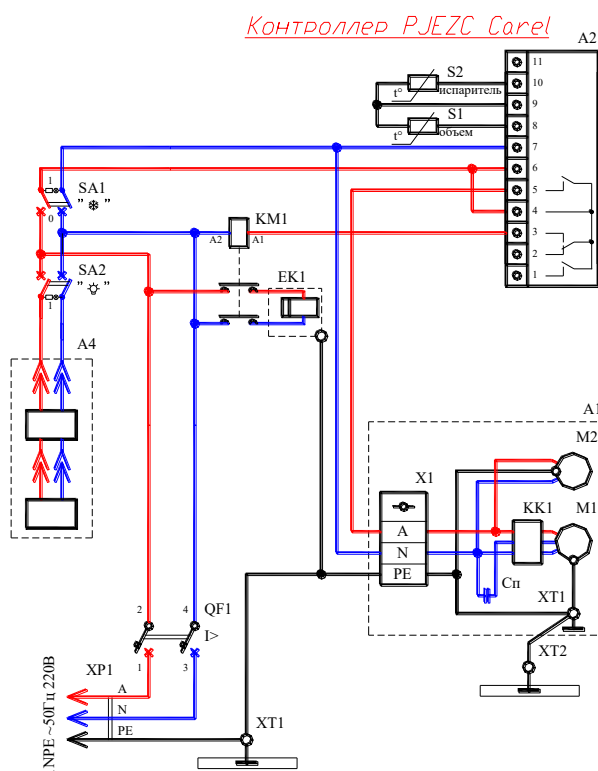 Контроллер PJEZC Carel
A2
11
S2
10
t°
испаритель
9
S1
8
t°
объем
7
1
6
SA1
5
" ❄ "
0
4
KM1
A2
A1
3
2
SA2
EK1
1
" "
1
A4
A1
M2
X1
KK1
M1
A
N
PE
Сп
XT1
2
4
QF1
I>
XT2
XP1
1
3
A
N
PE
XT1
1NPE ~50Гц 220В